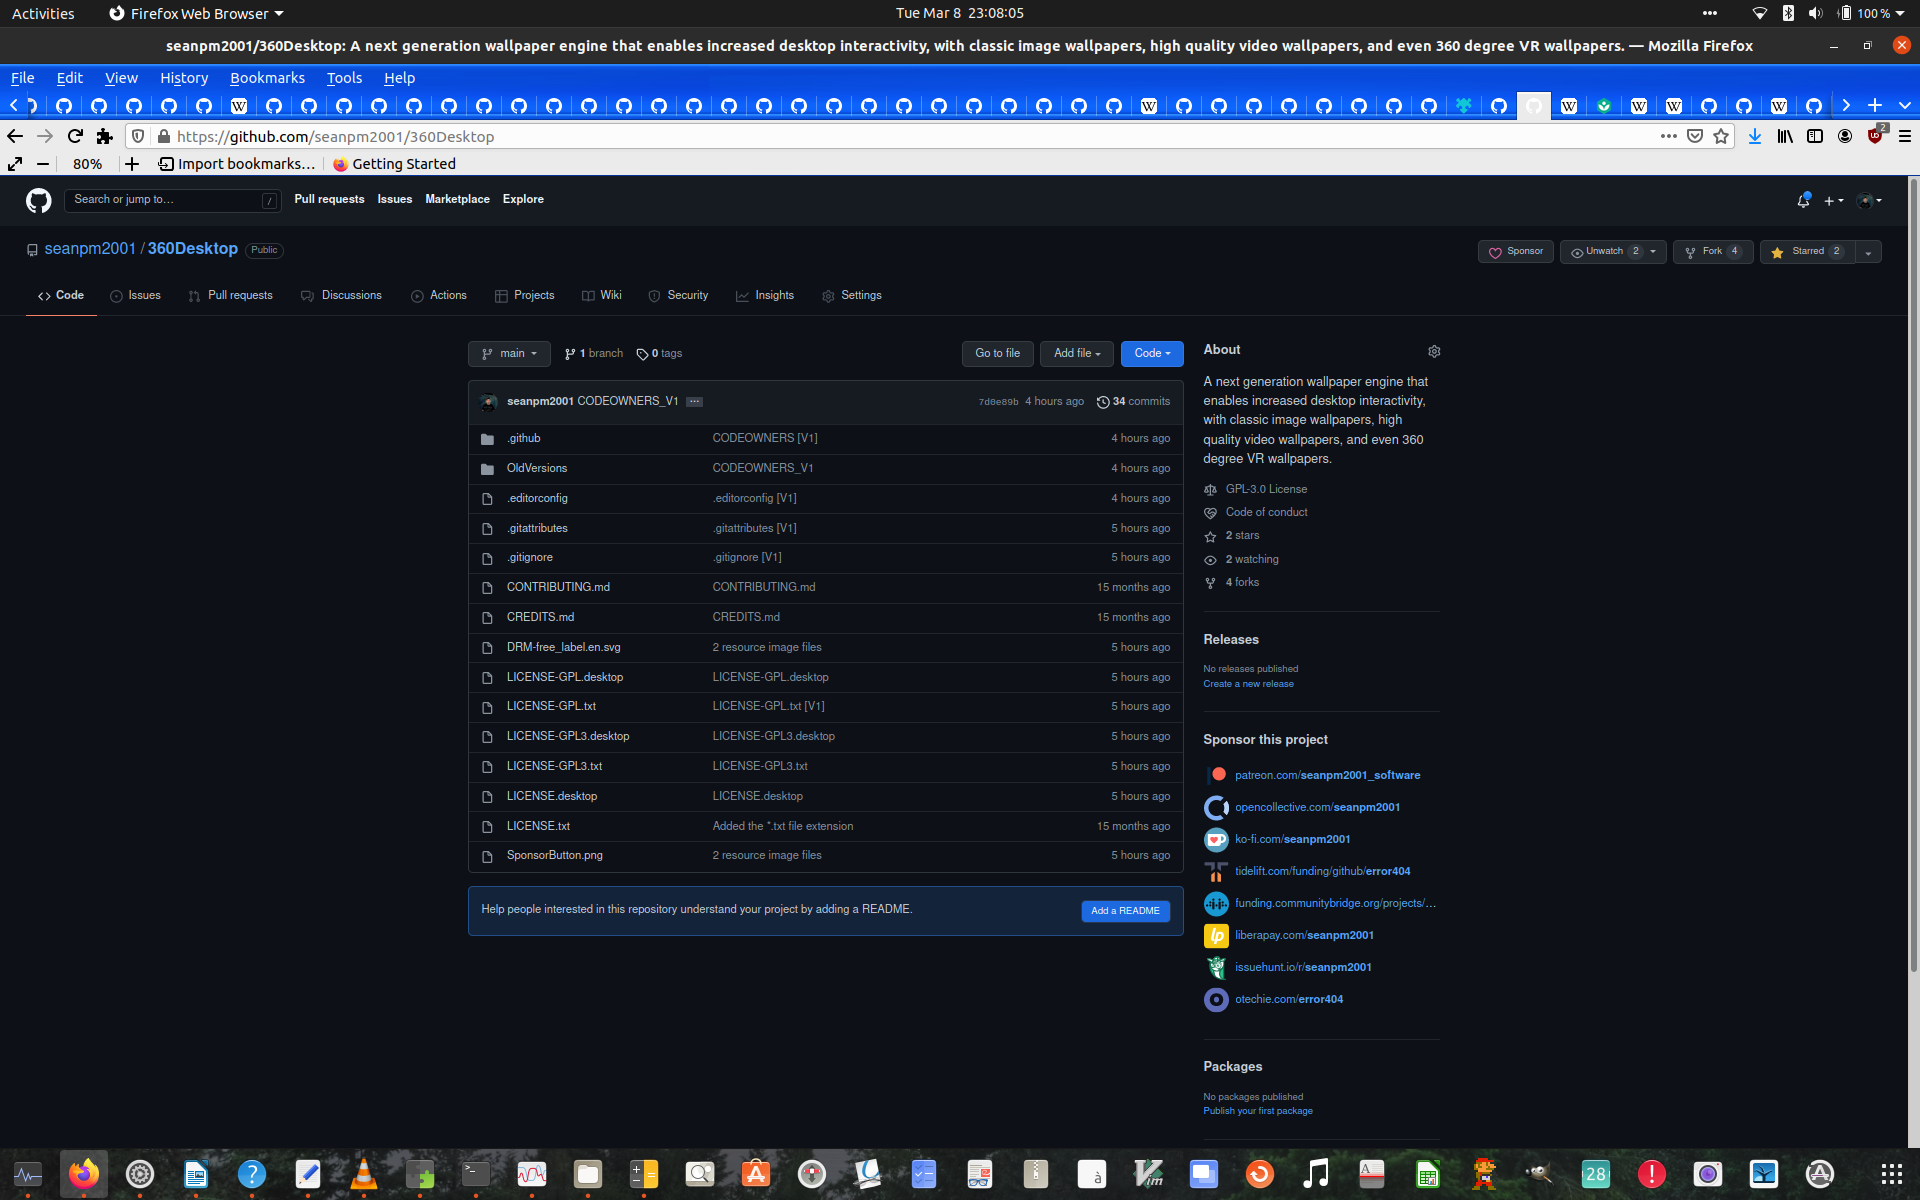 Activities
Firefox Web Browser
Tue Mar 8 23:08:05
100 %
seanpm2001/360Desktop: A next generation wallpaper engine that enables increased desktop interactivity, with classic image wallpapers, high quality video wallpapers, and even 360 degree VR wallpapers. — Mozilla Firefox
File Edit View History Bookmarks Tools Help
https://github.com/seanpm2001/360Desktop
2
80%
Import bookmarks...
Getting Started
Search or jump to...
/
Pull requests
Issues
Marketplace
Explore
seanpm2001 / 360Desktop
Public
Sponsor
Unwatch 2
Fork 4
Starred 2
Code
Issues
Pull requests
Discussions
Actions
Projects
Wiki
Security
Insights
Settings
main
1 branch
0 tags
Go to file
Add file
Code
seanpm2001 CODEOWNERS_V1 ...
7d0e89b 4 hours ago
34 commits
.github CODEOWNERS [V1] 4 hours ago
OldVersions CODEOWNERS_V1 4 hours ago
.editorconfig .editorconfig [V1] 4 hours ago
.gitattributes .gitattributes [V1] 5 hours ago
.gitignore .gitignore [V1] 5 hours ago
CONTRIBUTING.md CONTRIBUTING.md 15 months ago
CREDITS.md CREDITS.md 15 months ago
DRM-free_label.en.svg 2 resource image files 5 hours ago
LICENSE-GPL.desktop LICENSE-GPL.desktop 5 hours ago
LICENSE-GPL.txt LICENSE-GPL.txt [V1] 5 hours ago
LICENSE-GPL3.desktop LICENSE-GPL3.desktop 5 hours ago
LICENSE-GPL3.txt LICENSE-GPL3.txt 5 hours ago
LICENSE.desktop LICENSE.desktop 5 hours ago
LICENSE.txt Added the *.txt file extension 15 months ago
SponsorButton.png 2 resource image files 5 hours ago
Help people interested in this repository understand your project by adding a README.
Add a README
About
A next generation wallpaper engine that
enables increased desktop interactivity,
with classic image wallpapers, high
quality video wallpapers, and even 360
degree VR wallpapers.
GPL-3.0 License
Code of conduct
2 stars
2 watching
4 forks
Releases
No releases published
Create a new release
Sponsor this project
patreon.com/seanpm2001_software
opencollective.com/seanpm2001
ko-fi.com/seanpm2001
tidelift.com/funding/github/error404
funding.communitybridge.org/projects/...
liberapay.com/seanpm2001
issuehunt.io/r/seanpm2001
otechie.com/error404
Packages
No packages published
Publish your first package
28